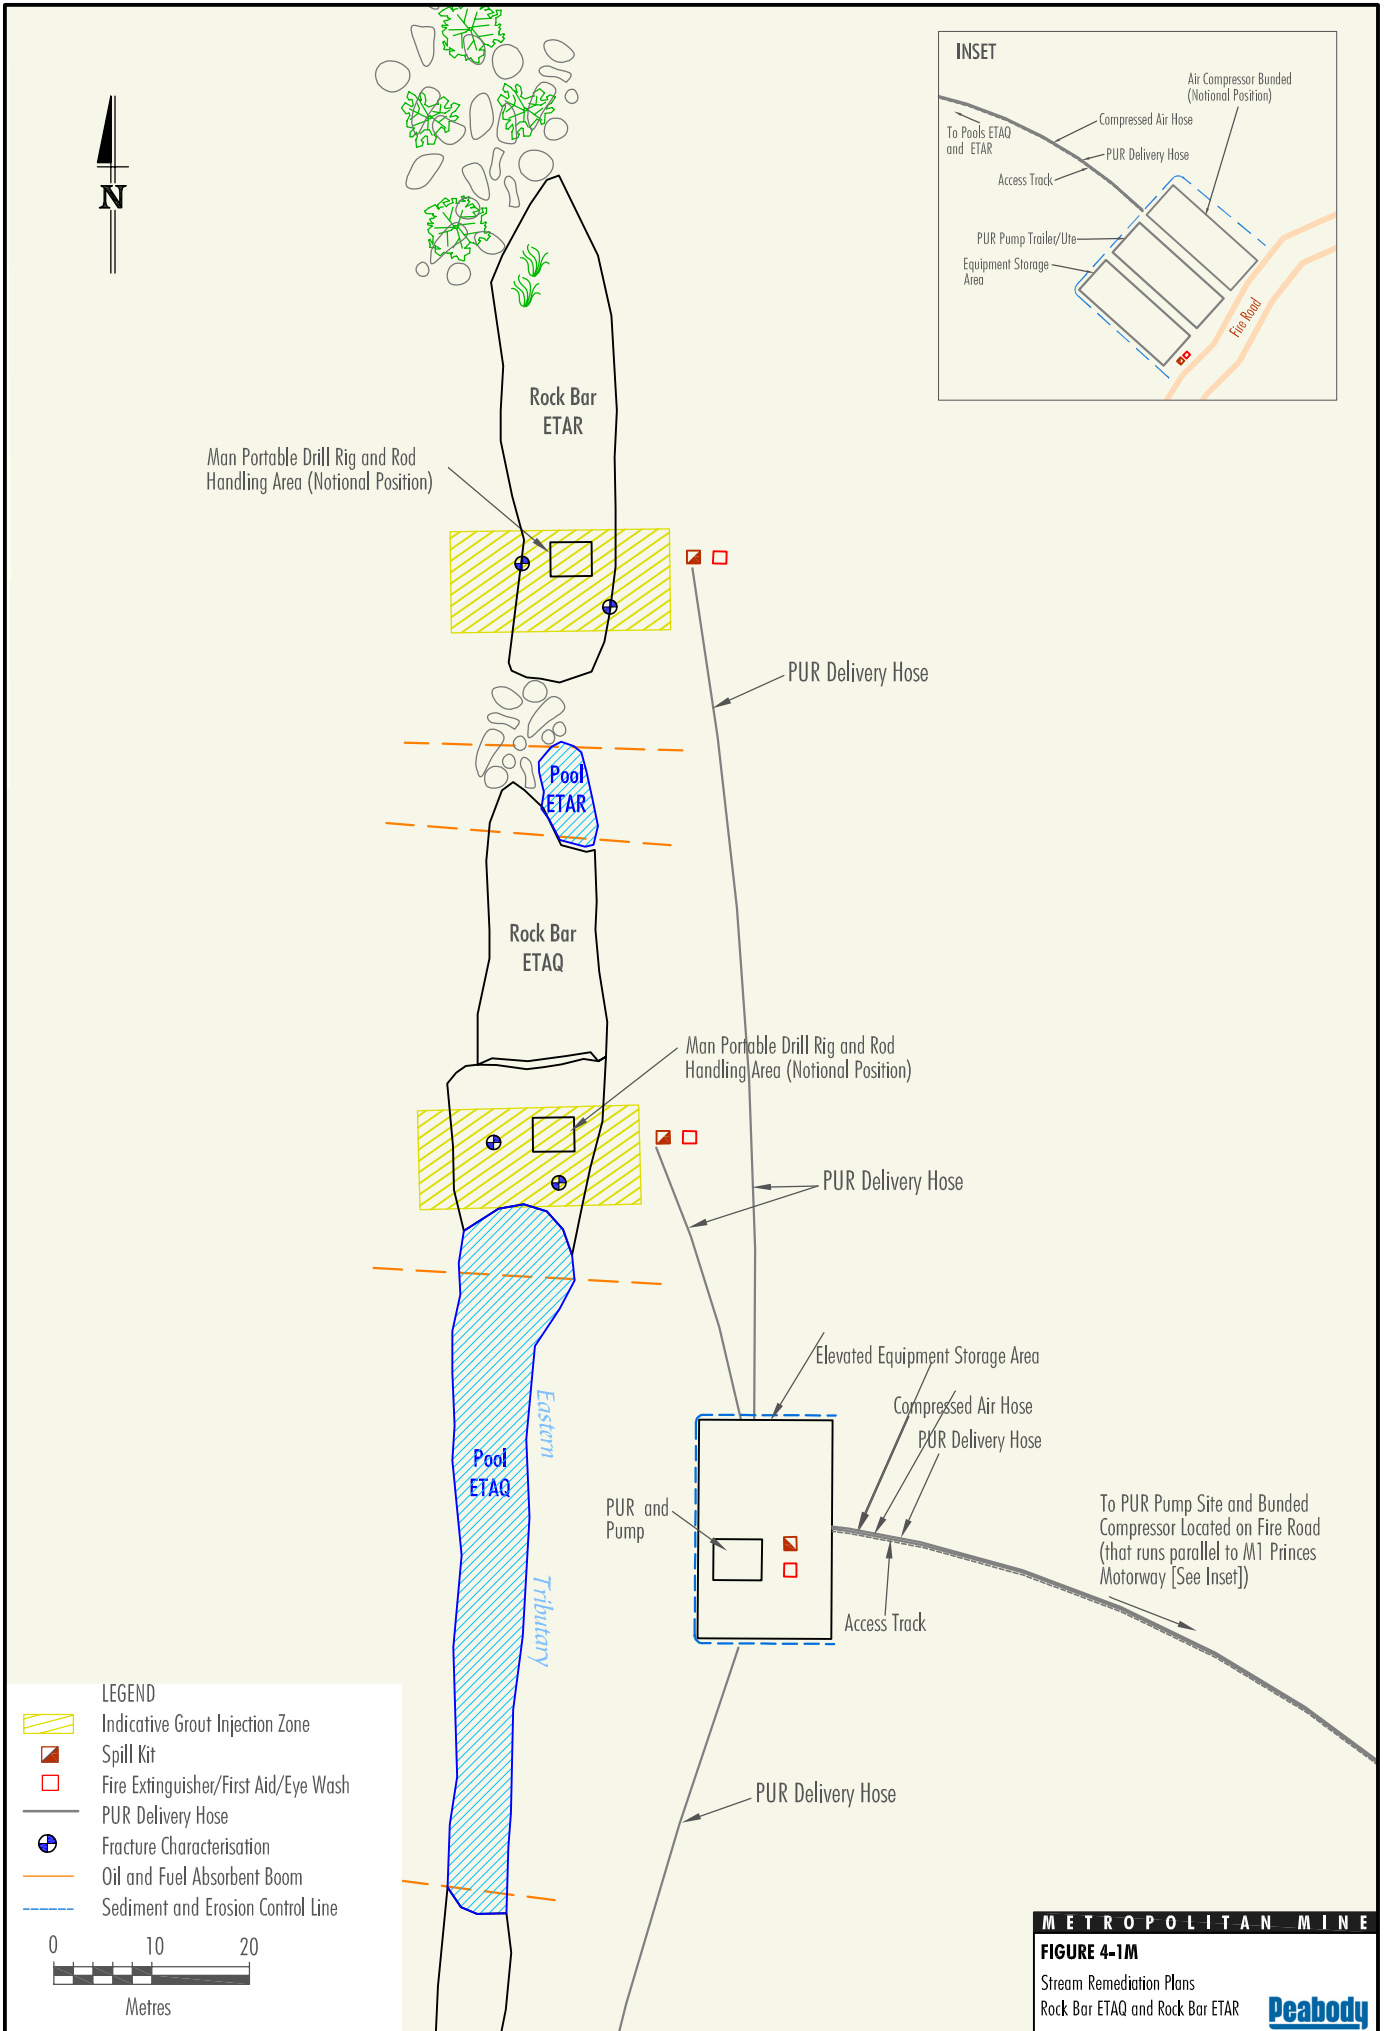 INSET
Air Compressor Bunded
(Notional Position)
Compressed Air Hose
To Pools ETAQ
and ETAR
PUR Delivery Hose
Access Track
PUR Pump Trailer/Ute
Equipment Storage
Area
Fire Road
N
Rock Bar
ETAR
Man Portable Drill Rig and Rod
Handling Area (Notional Position)
PUR Delivery Hose
Pool
ETAR
Rock Bar
ETAQ
Man Portable Drill Rig and Rod
Handling Area (Notional Position)
PUR Delivery Hose
Elevated Equipment Storage Area
Compressed Air Hose
PUR Delivery Hose
Eastern
Tributary
Pool
ETAQ
PUR and
Pump
To PUR Pump Site and Bunded
Compressor Located on Fire Road
(that runs parallel to M1 Princes
Motorway [See Inset])
Access Track
PUR Delivery Hose
LEGEND
Indicative Grout Injection Zone
Spill Kit
Fire Extinguisher/First Aid/Eye Wash
PUR Delivery Hose
Fracture Characterisation
Oil and Fuel Absorbent Boom
Sediment and Erosion Control Line
0 10 20
Metres
METROPOLITAN MINE
FIGURE 4-1M
Stream Remediation Plans
Rock Bar ETAQ and Rock Bar ETAR
Peabody